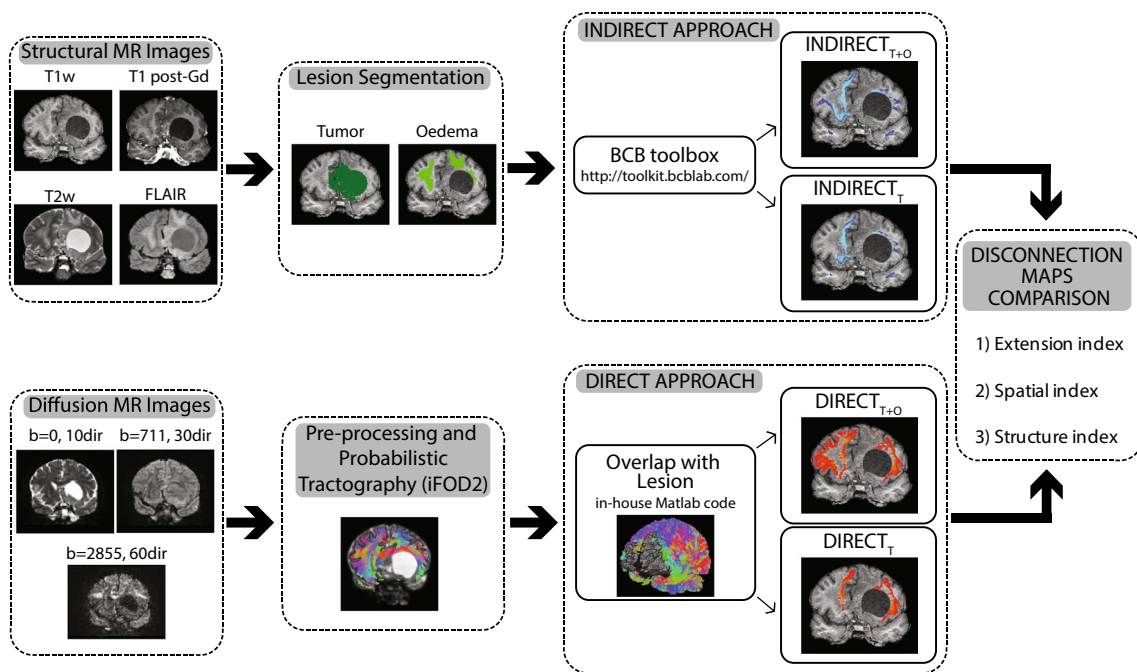 Structural MR Images
T1w
T1 post-Gd
T2w
FLAIR
Lesion Segmentation
Tumor
Oedema
INDIRECT APPROACH
BCB toolbox
http://toolkit.bcblab.com/
INDIRECT T+O
INDIRECT T
DISCONNECTION
MAPS
COMPARISON
1) Extension index
2) Spatial index
3) Structure index
Diffusion MR Images
b=0, 10dir
b=711, 30dir
b=2855, 60dir
Pre-processing and
Probabilistic
Tractography (iFOD2)
DIRECT APPROACH
Overlap with
Lesion
in-house Matlab code
DIRECT T+O
DIRECT T